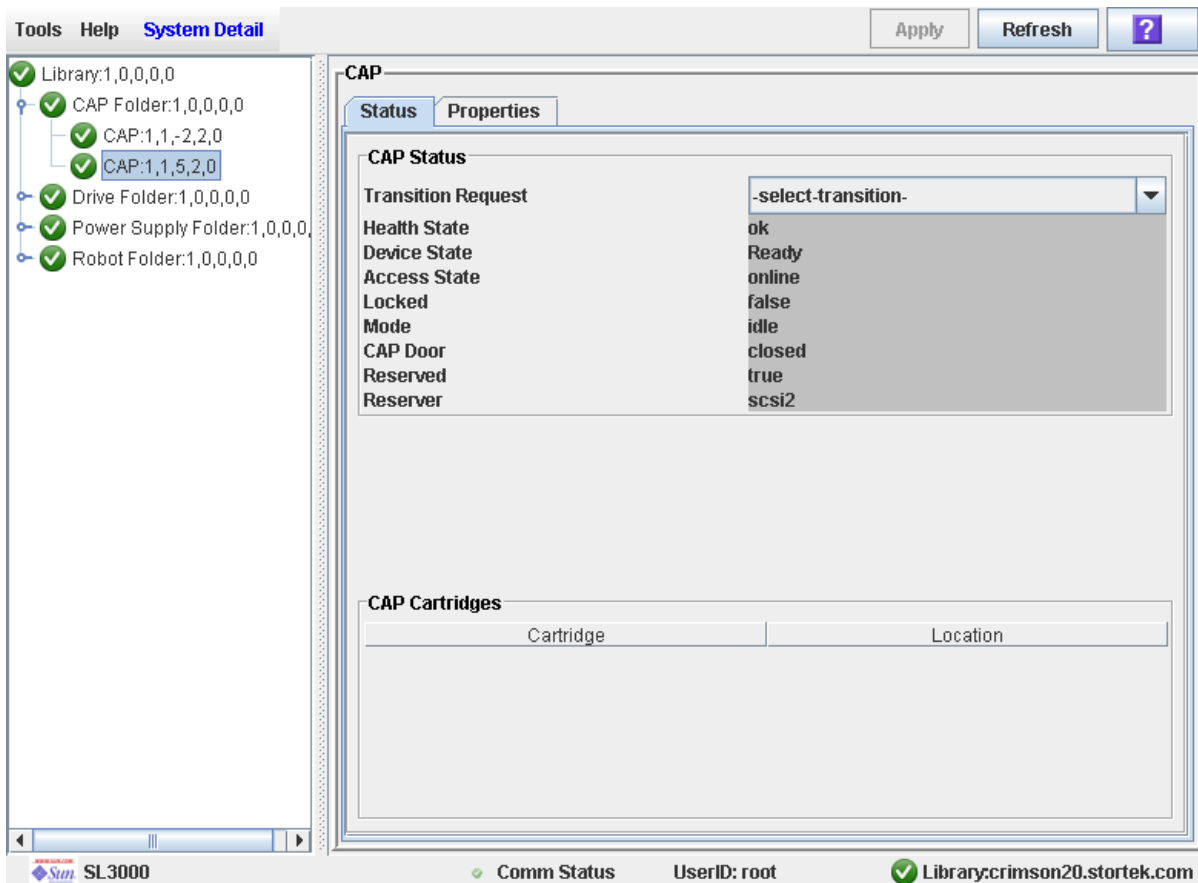 Tools Help System Detail Apply Refresh ?
Library:1,0,0,0,0
CAP Folder:1,0,0,0,0
CAP:1,1,-2,2,0
CAP:1,1,5,2,0
Drive Folder:1,0,0,0,0
Power Supply Folder:1,0,0,0,
Robot Folder:1,0,0,0,0
CAP
Status Properties
CAP Status
Transition Request -select-transition-
Health State ok
Device State Ready
Access State online
Locked false
Mode idle
CAP Door closed
Reserved true
Reserver scsi2
CAP Cartridges
Cartridge Location
Sun SL3000 Comm Status UserID: root Library:crimson20.stortek.com